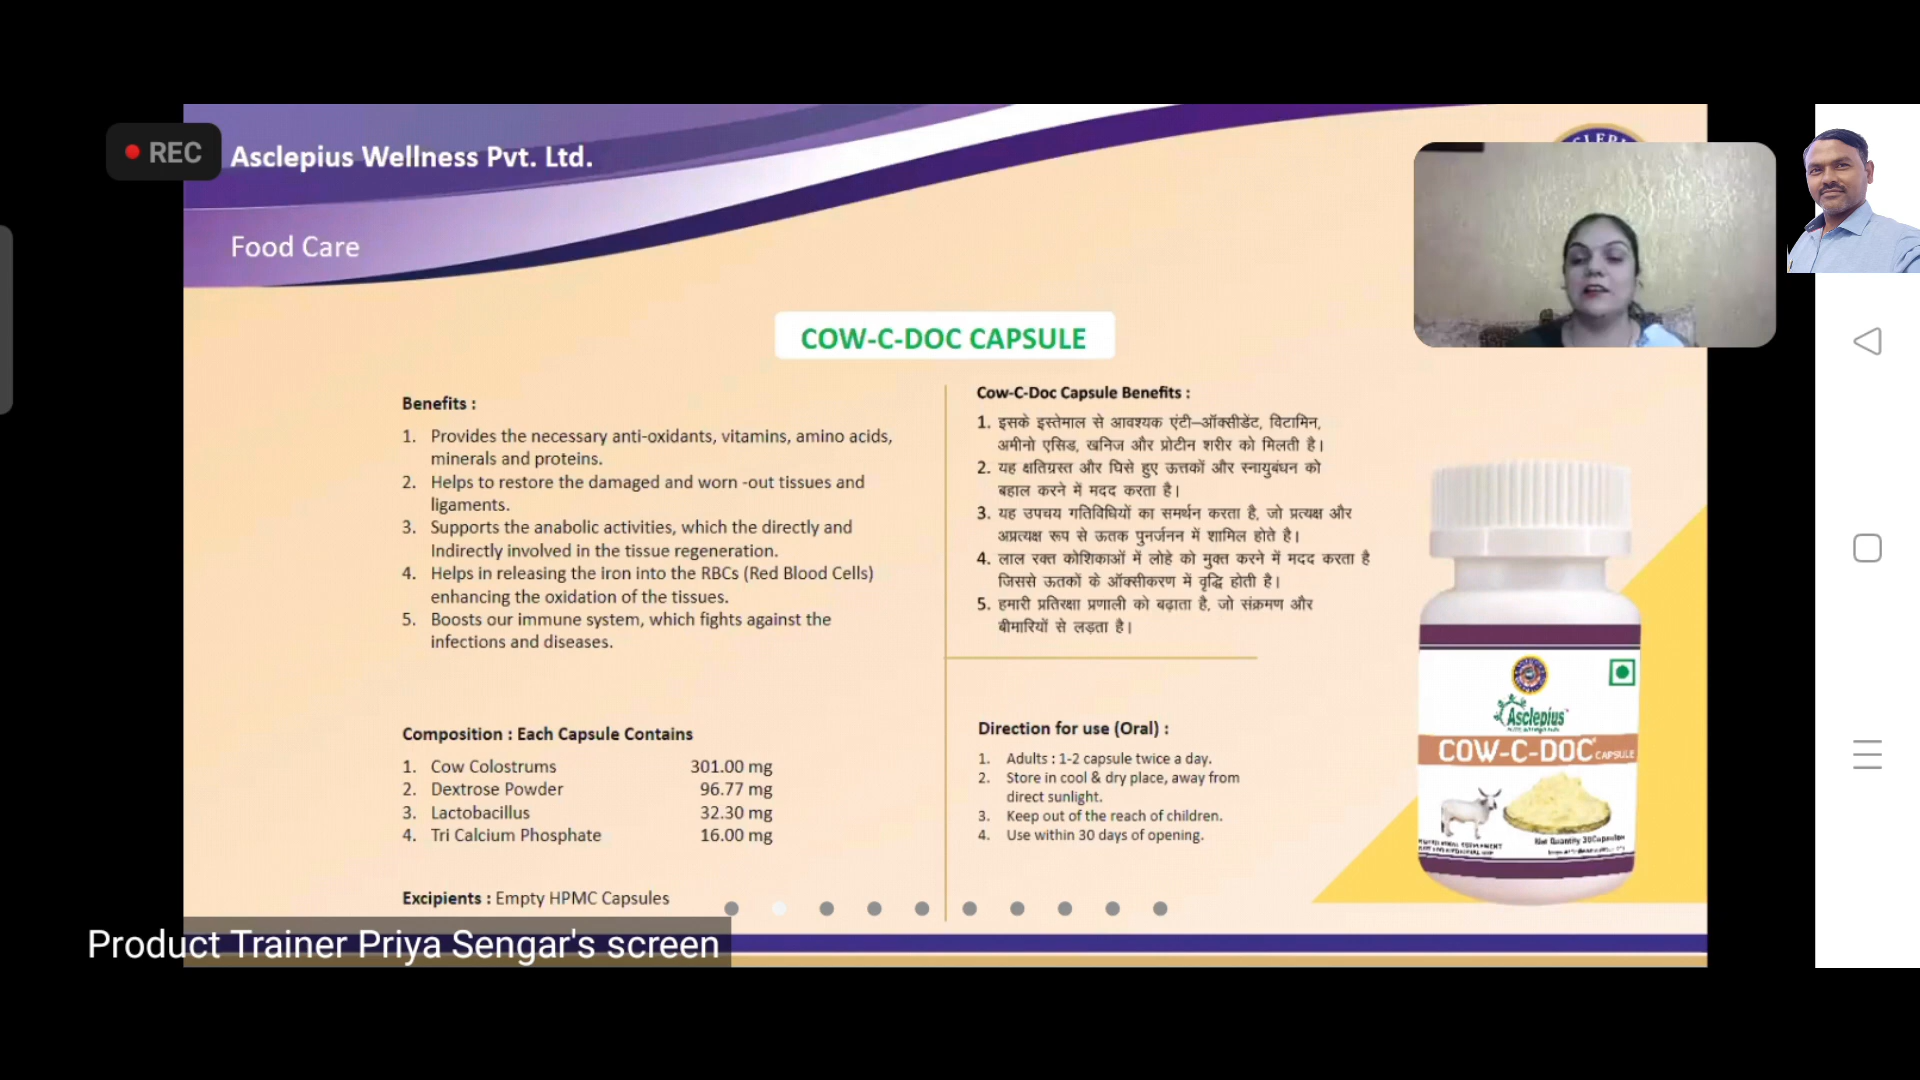 REC
Asclepius Wellness Pvt. Ltd.
Food Care
COW-C-DOC CAPSULE
Benefits :
1. Provides the necessary anti-oxidants, vitamins, amino acids,
minerals and proteins.
2. Helps to restore the damaged and worn -out tissues and
ligaments.
3. Supports the anabolic activities, which the directly and
Indirectly involved in the tissue regeneration.
4. Helps in releasing the iron into the RBCs (Red Blood Cells)
enhancing the oxidation of the tissues.
5. Boosts our immune system, which fights against the
infections and diseases.
Composition : Each Capsule Contains
1. Cow Colostrums 301.00 mg
2. Dextrose Powder 96.77 mg
3. Lactobacillus 32.30 mg
4. Tri Calcium Phosphate 16.00 mg
Excipients : Empty HPMC Capsules
Cow-C-Doc Capsule Benefits :
1. इसके इस्तेमाल से आवश्यक एंटी–ऑक्सीडेंट, विटामिन,
अमीनो एसिड, खनिज और प्रोटीन शरीर को मिलती है।
2. यह क्षतिग्रस्त और घिसे हुए ऊत्तकों और स्नायुबंधन को
बहाल करने में मदद करता है।
3. यह उपचय गतिविधियों का समर्थन करता है, जो प्रत्यक्ष और
अप्रत्यक्ष रूप से ऊतक पुनर्जनन में शामिल होते है।
4. लाल रक्त कोशिकाओं में लोहे को मुक्त करने में मदद करता है
जिससे ऊतकों के ऑक्सीकरण में वृद्धि होती है।
5. हमारी प्रतिरक्षा प्रणाली को बढ़ाता है, जो संक्रमण और
बीमारियों से लड़ता है।
Direction for use (Oral) :
1. Adults : 1-2 capsule twice a day.
2. Store in cool & dry place, away from
direct sunlight.
3. Keep out of the reach of children.
4. Use within 30 days of opening.
Asclepius
COW-C-DOC CAPSULE
Net Quantity 30Capsules
Product Trainer Priya Sengar's screen